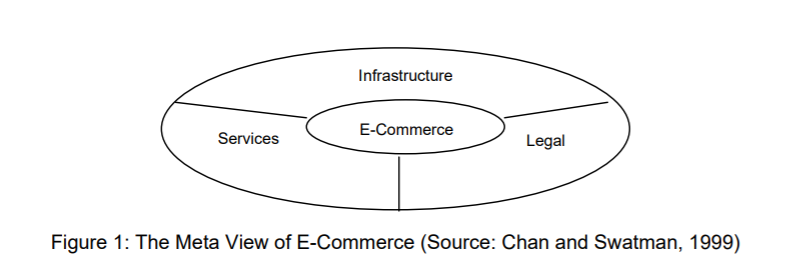 Infrastructure
E-Commerce
Services
Legal
Figure 1: The Meta View of E-Commerce (Source: Chan and Swatman, 1999)